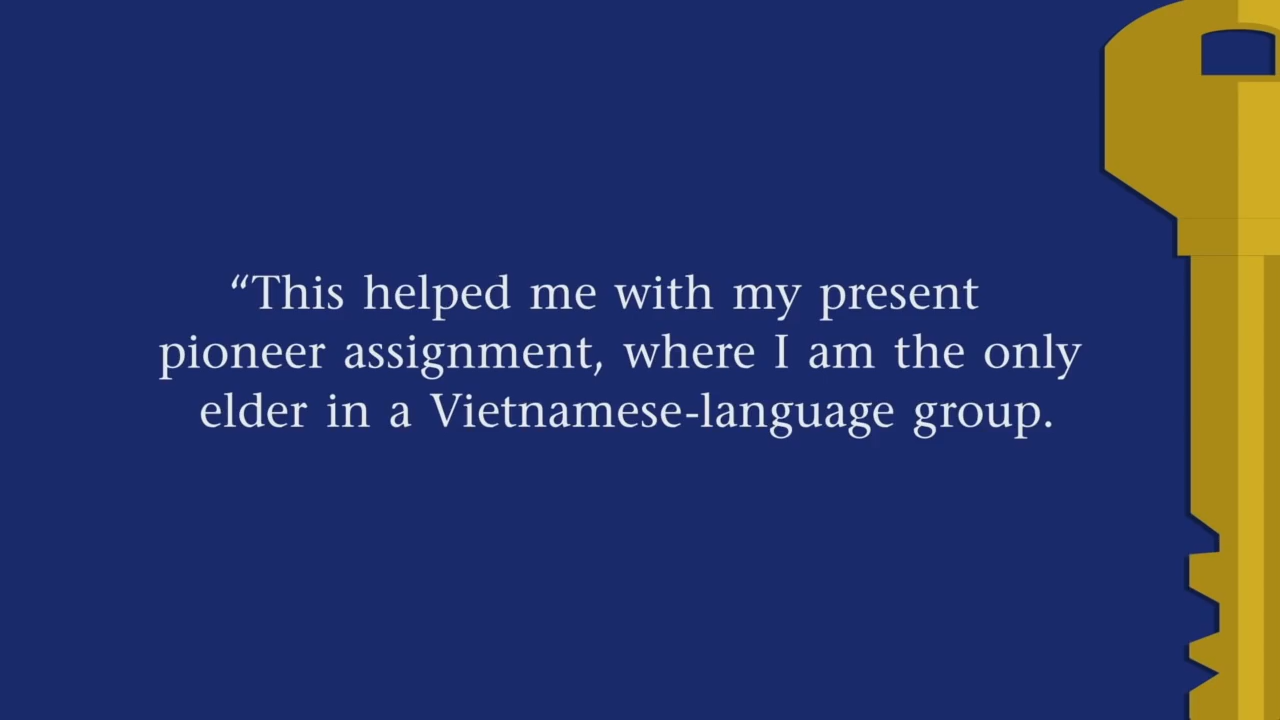 “This helped me with my present
pioneer assignment, where I am the only
elder in a Vietnamese-language group.